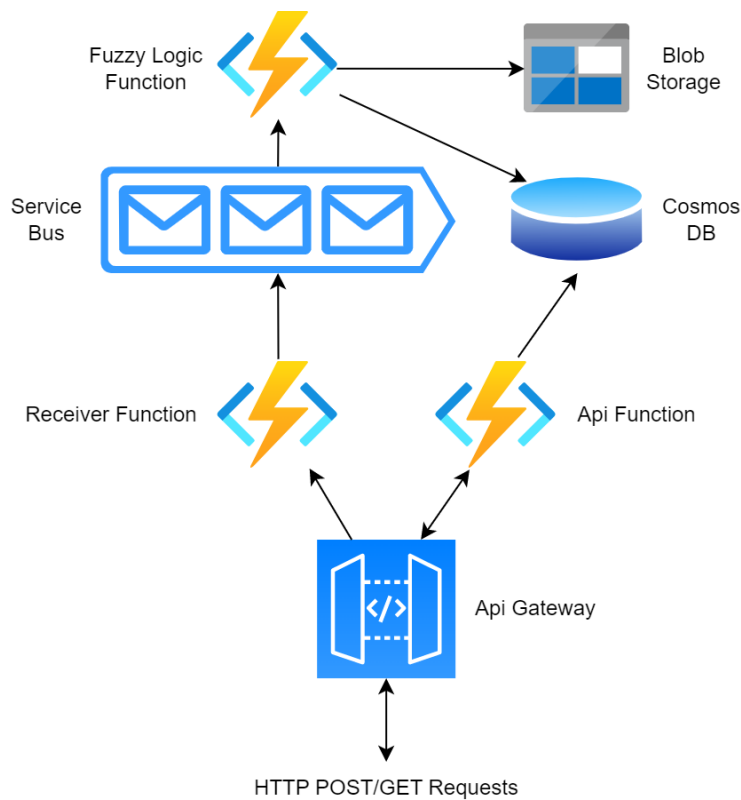 Fuzzy Logic
Function
Blob
Storage
Service
Bus
Cosmos
DB
Receiver Function
Api Function
</>
Api Gateway
HTTP POST/GET Requests